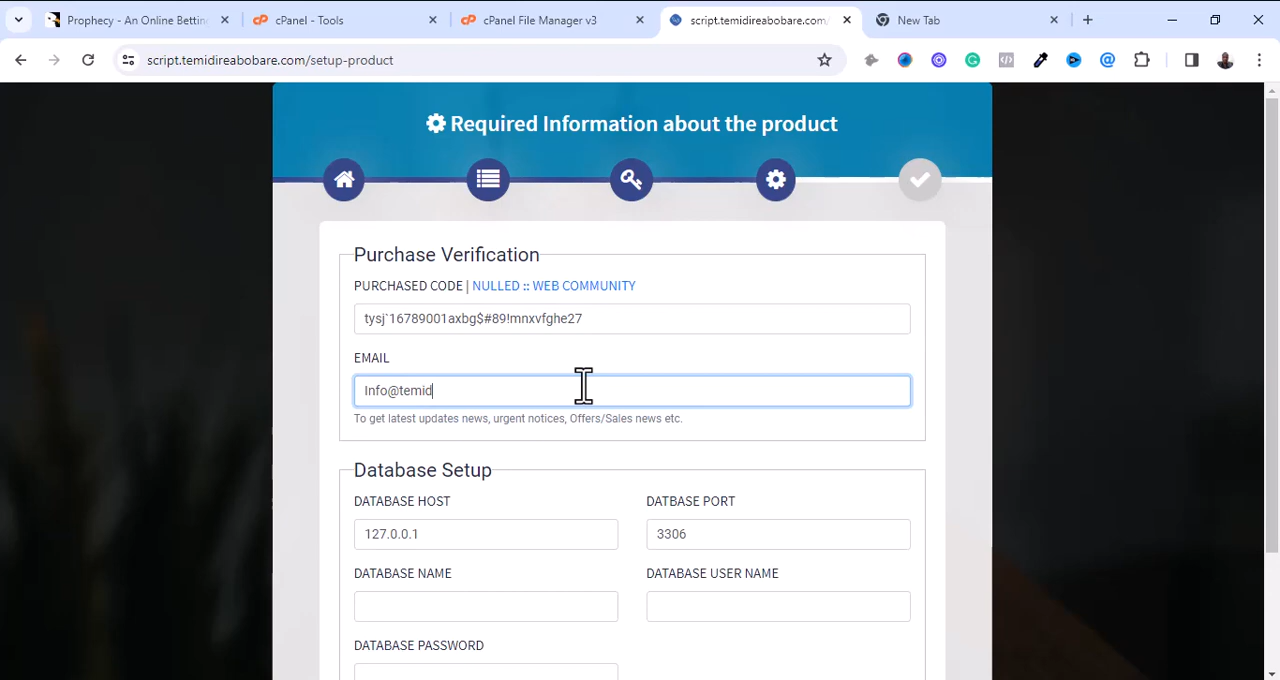 Prophecy - An Online Bettin
cPanel - Tools
cPanel File Manager v3
script.temidireabobare.com/
New Tab
script.temidireabobare.com/setup-product
Required Information about the product
Purchase Verification
PURCHASED CODE | NULLED :: WEB COMMUNITY
tysj`16789001axbg$#89!mnxvfghe27
EMAIL
Info@temid
To get latest updates news, urgent notices, Offers/Sales news etc.
Database Setup
DATABASE HOST
DATBASE PORT
127.0.0.1
3306
DATABASE NAME
DATABASE USER NAME
DATABASE PASSWORD